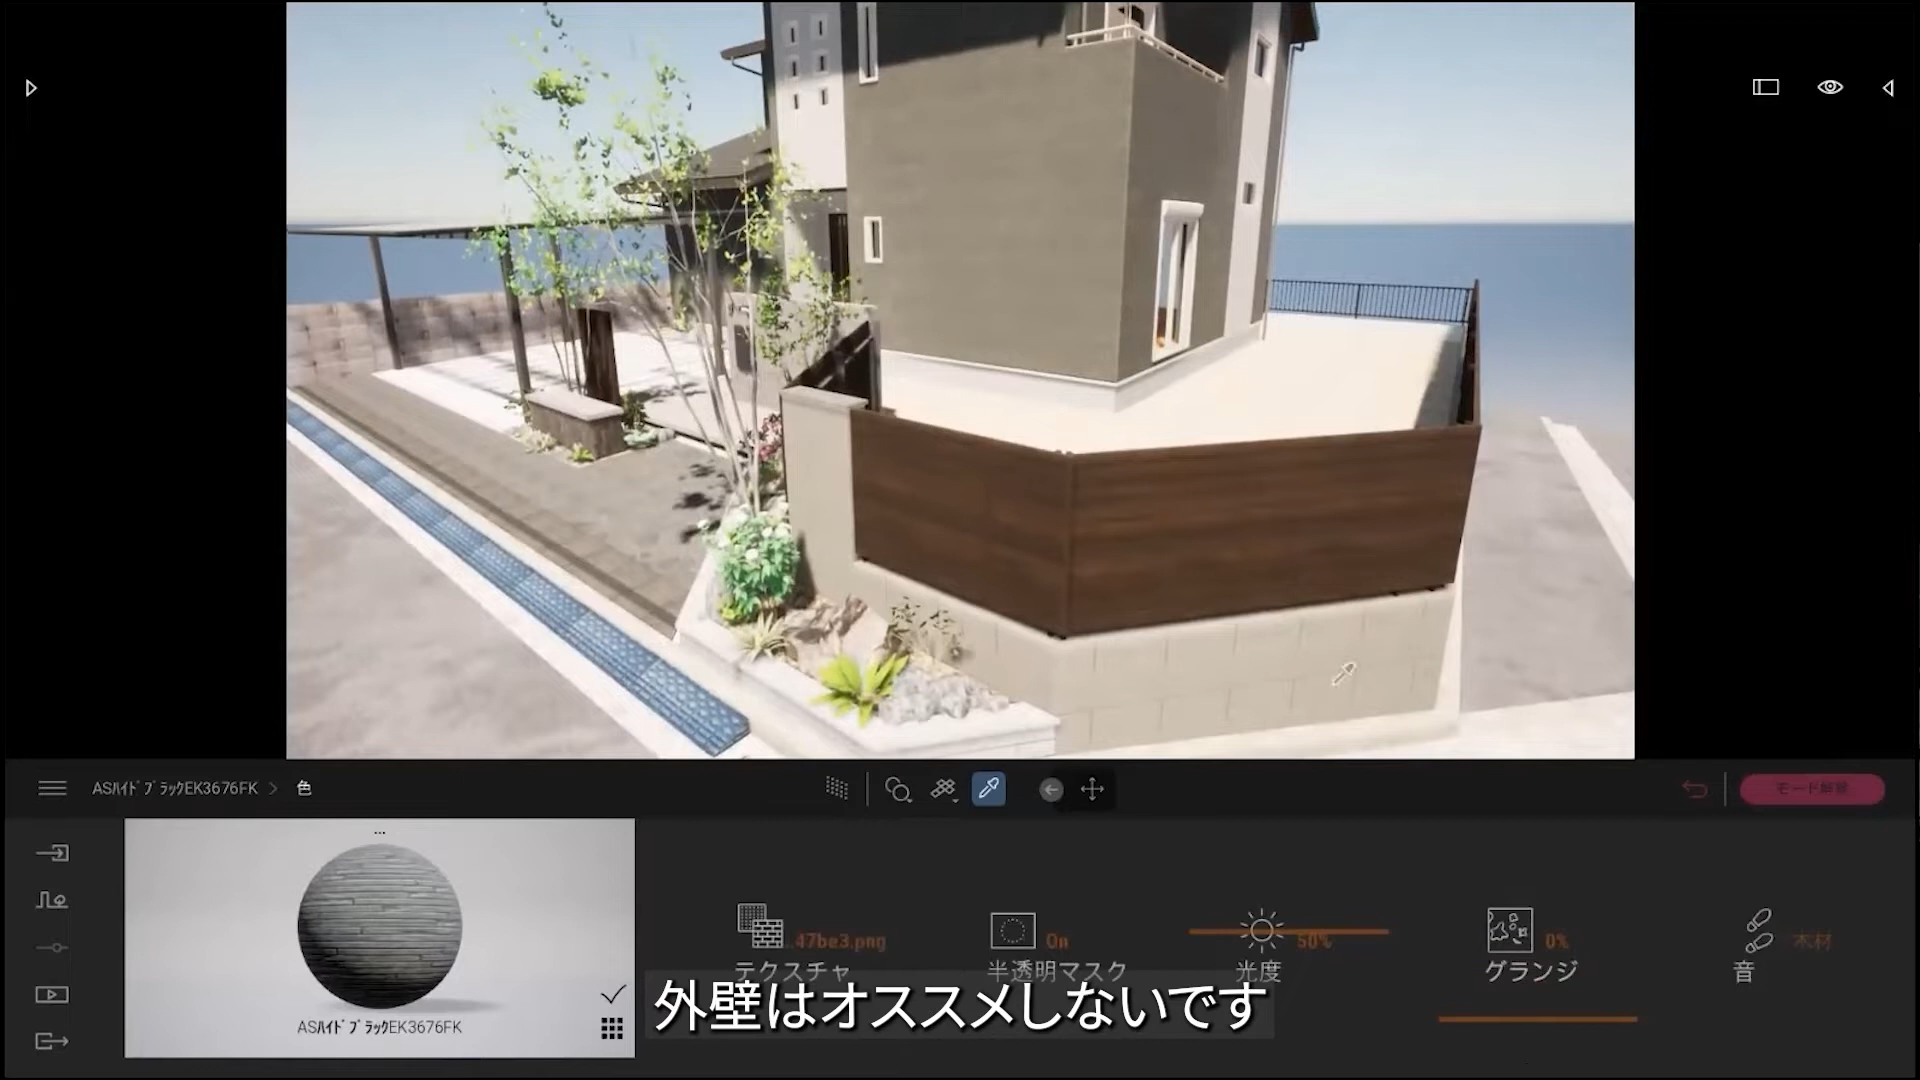 ASﾊｲﾄﾞﾌﾞﾗｯｸEK3676FK > 色
モード解除
...
ASﾊｲﾄﾞﾌﾞﾗｯｸEK3676FK
..47be3.png
テクスチャ
On
半透明マスク
50%
光度
0%
グランジ
木材
音
外壁はオススメしないです